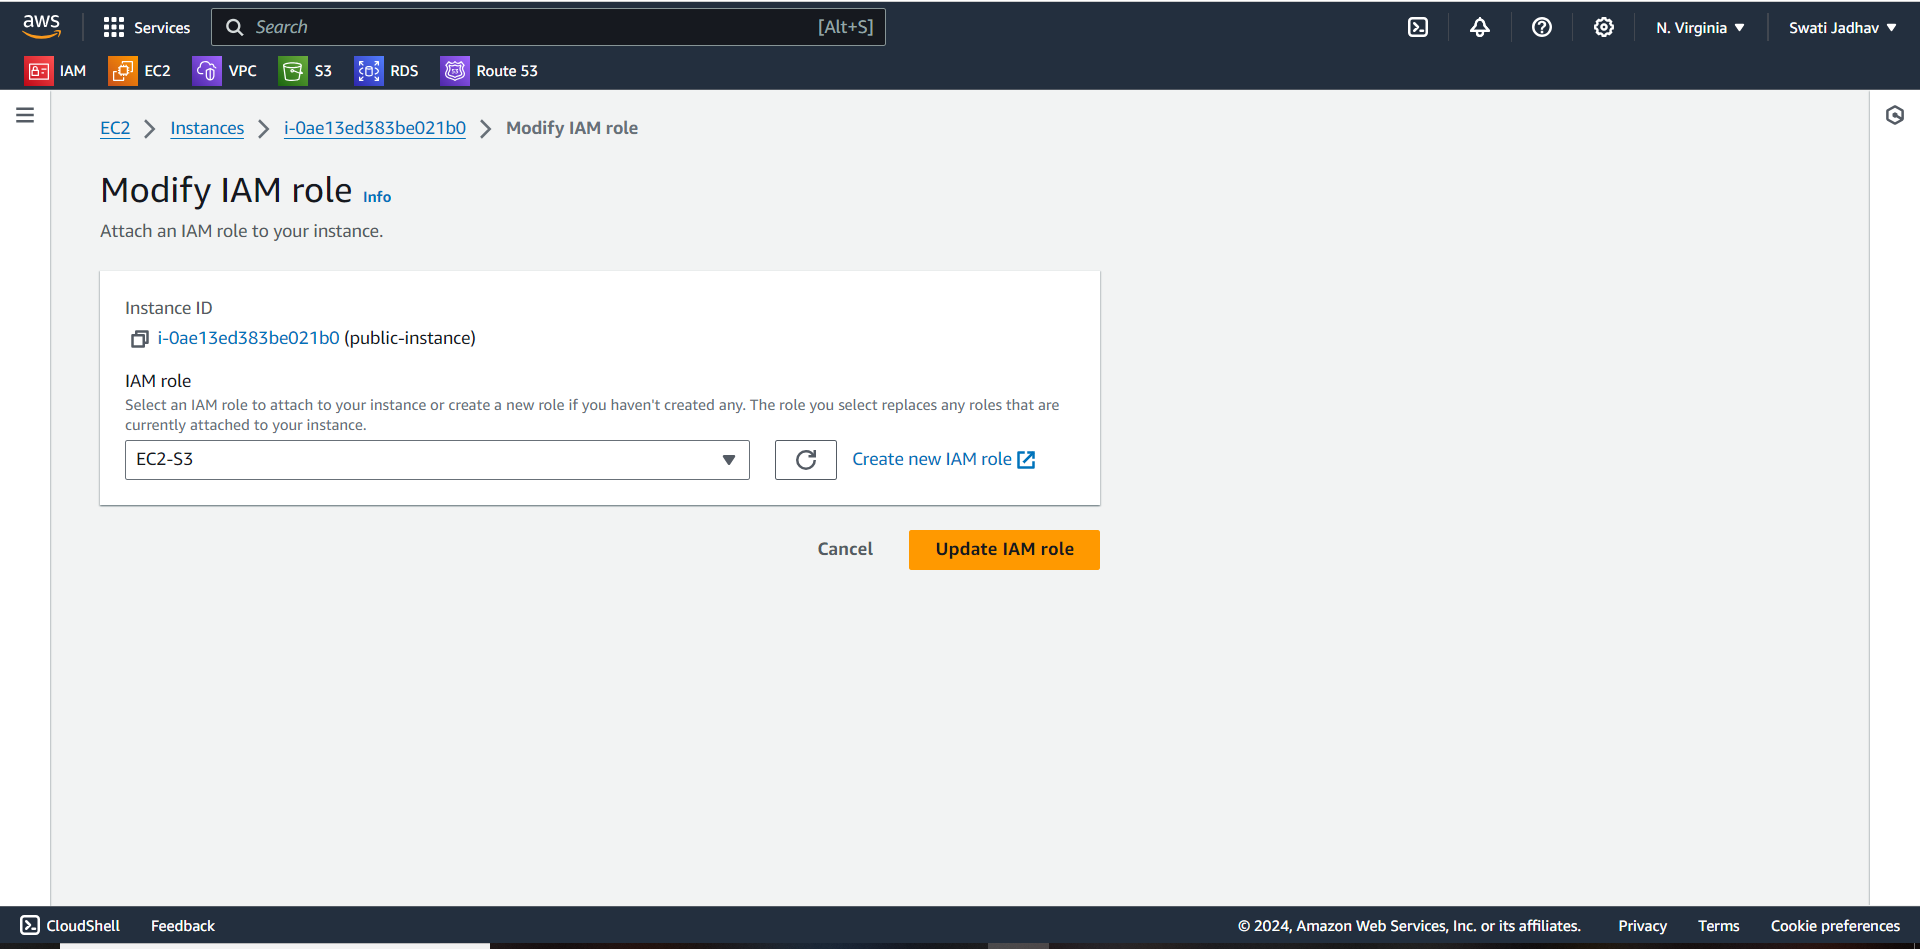 aws
Services
Search
[Alt+S]
N. Virginia
Swati Jadhav
IAM
EC2
VPC
S3
RDS
Route 53
EC2 > Instances > i-0ae13ed383be021b0 > Modify IAM role
Modify IAM role Info
Attach an IAM role to your instance.
Instance ID
i-0ae13ed383be021b0 (public-instance)
IAM role
Select an IAM role to attach to your instance or create a new role if you haven't created any. The role you select replaces any roles that are
currently attached to your instance.
EC2-S3
Create new IAM role
Cancel
Update IAM role
CloudShell
Feedback
© 2024, Amazon Web Services, Inc. or its affiliates.
Privacy
Terms
Cookie preferences